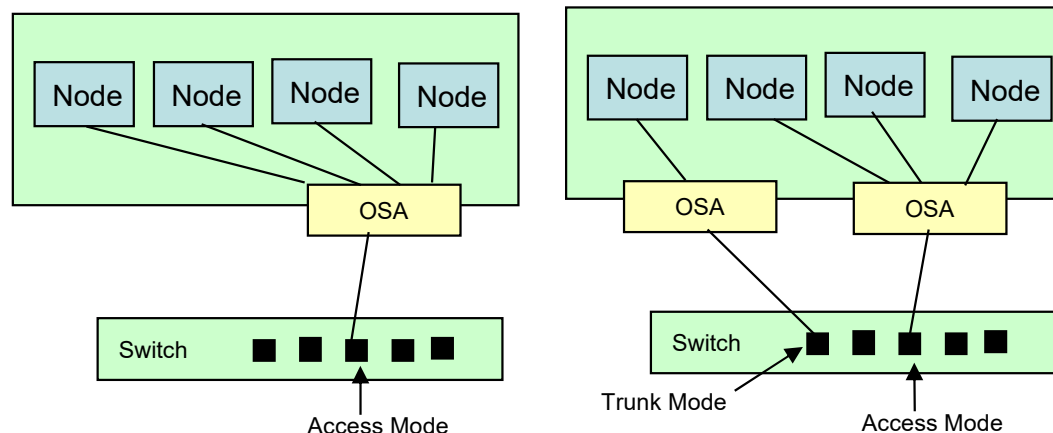 Node Node Node Node
OSA
Switch
Access Mode
Node Node Node Node
OSA OSA
Switch
Trunk Mode
Access Mode